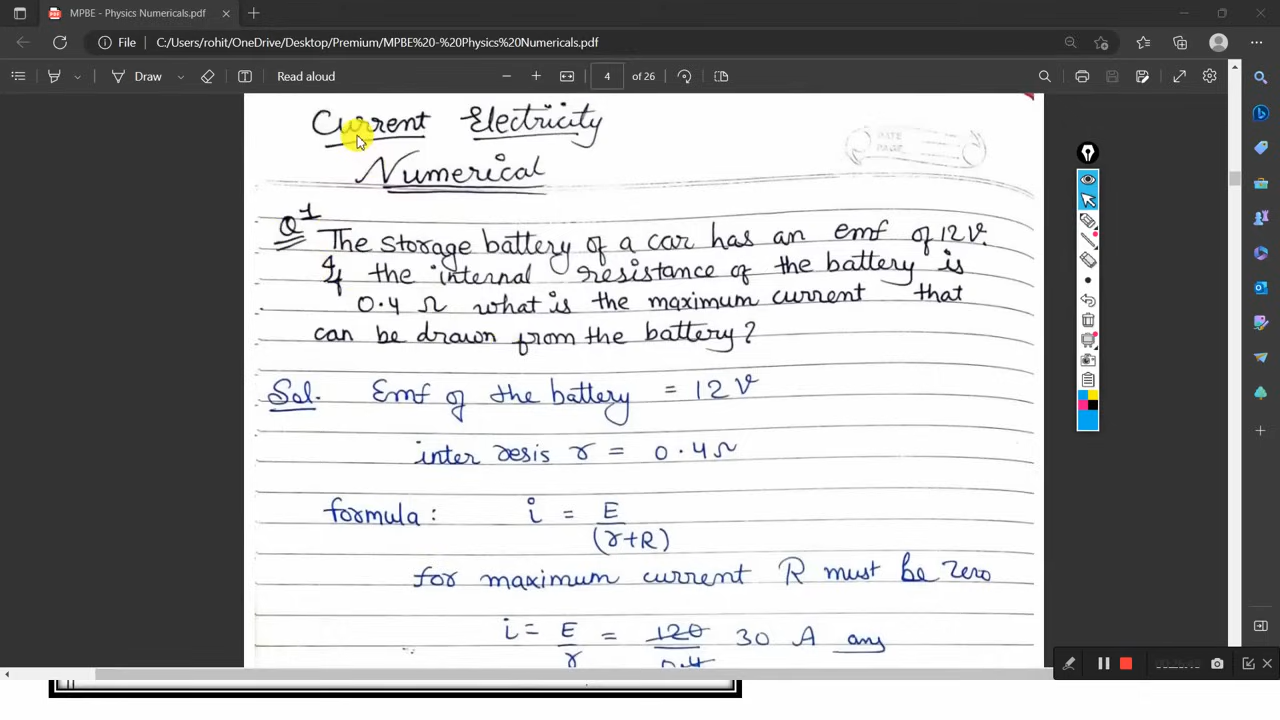 MPBE - Physics Numericals.pdf
File C:/Users/rohit/OneDrive/Desktop/Premium/MPBE%20-%20Physics%20Numericals.pdf
Draw
Read aloud
4 of 26
Current Electricity
Numerical
DATE
PAGE
Q1 The storage battery of a car has an emf of 12V.
If the internal resistance of the battery is
0.4 Ω what is the maximum current that
can be drawn from the battery?
Sol. Emf of the battery = 12 V
inter resis r = 0.4Ω
formula: i = E
(r+R)
for maximum current R must be zero
i = E = 120 30 A ans
r